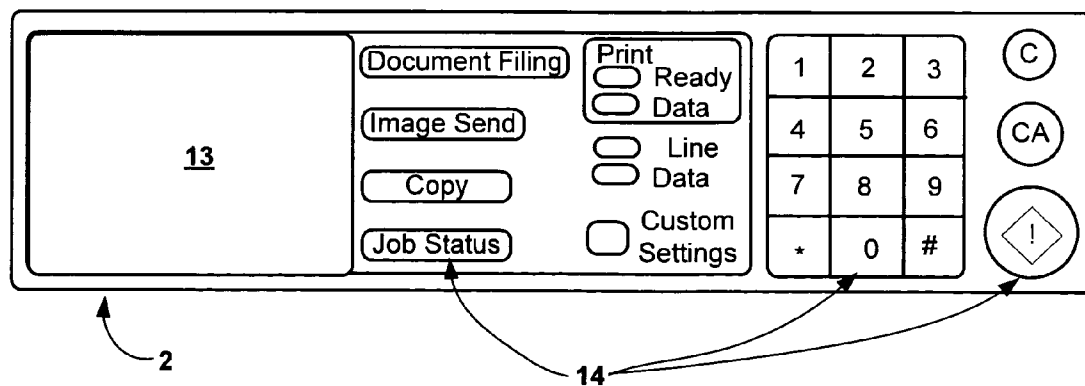 13
Document Filing
Image Send
Copy
Job Status
Print
Ready
Data
Line
Data
Custom
Settings
1 2 3
4 5 6
7 8 9
* 0 #
C
CA
!
2
14